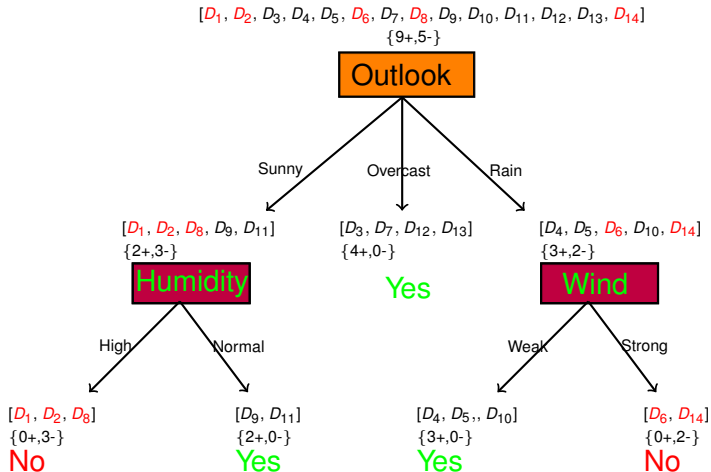 [D1, D2, D3, D4, D5, D6, D7, D8, D9, D10, D11, D12, D13, D14]
{9+,5-}
Outlook
Sunny Overcast Rain
[D1, D2, D8, D9, D11] [D3, D7, D12, D13] [D4, D5, D6, D10, D14]
{2+,3-} {4+,0-} {3+,2-}
Humidity Yes Wind
High Normal Weak Strong
[D1, D2, D8] [D9, D11] [D4, D5,, D10] [D6, D14]
{0+,3-} {2+,0-} {3+,0-} {0+,2-}
No Yes Yes No